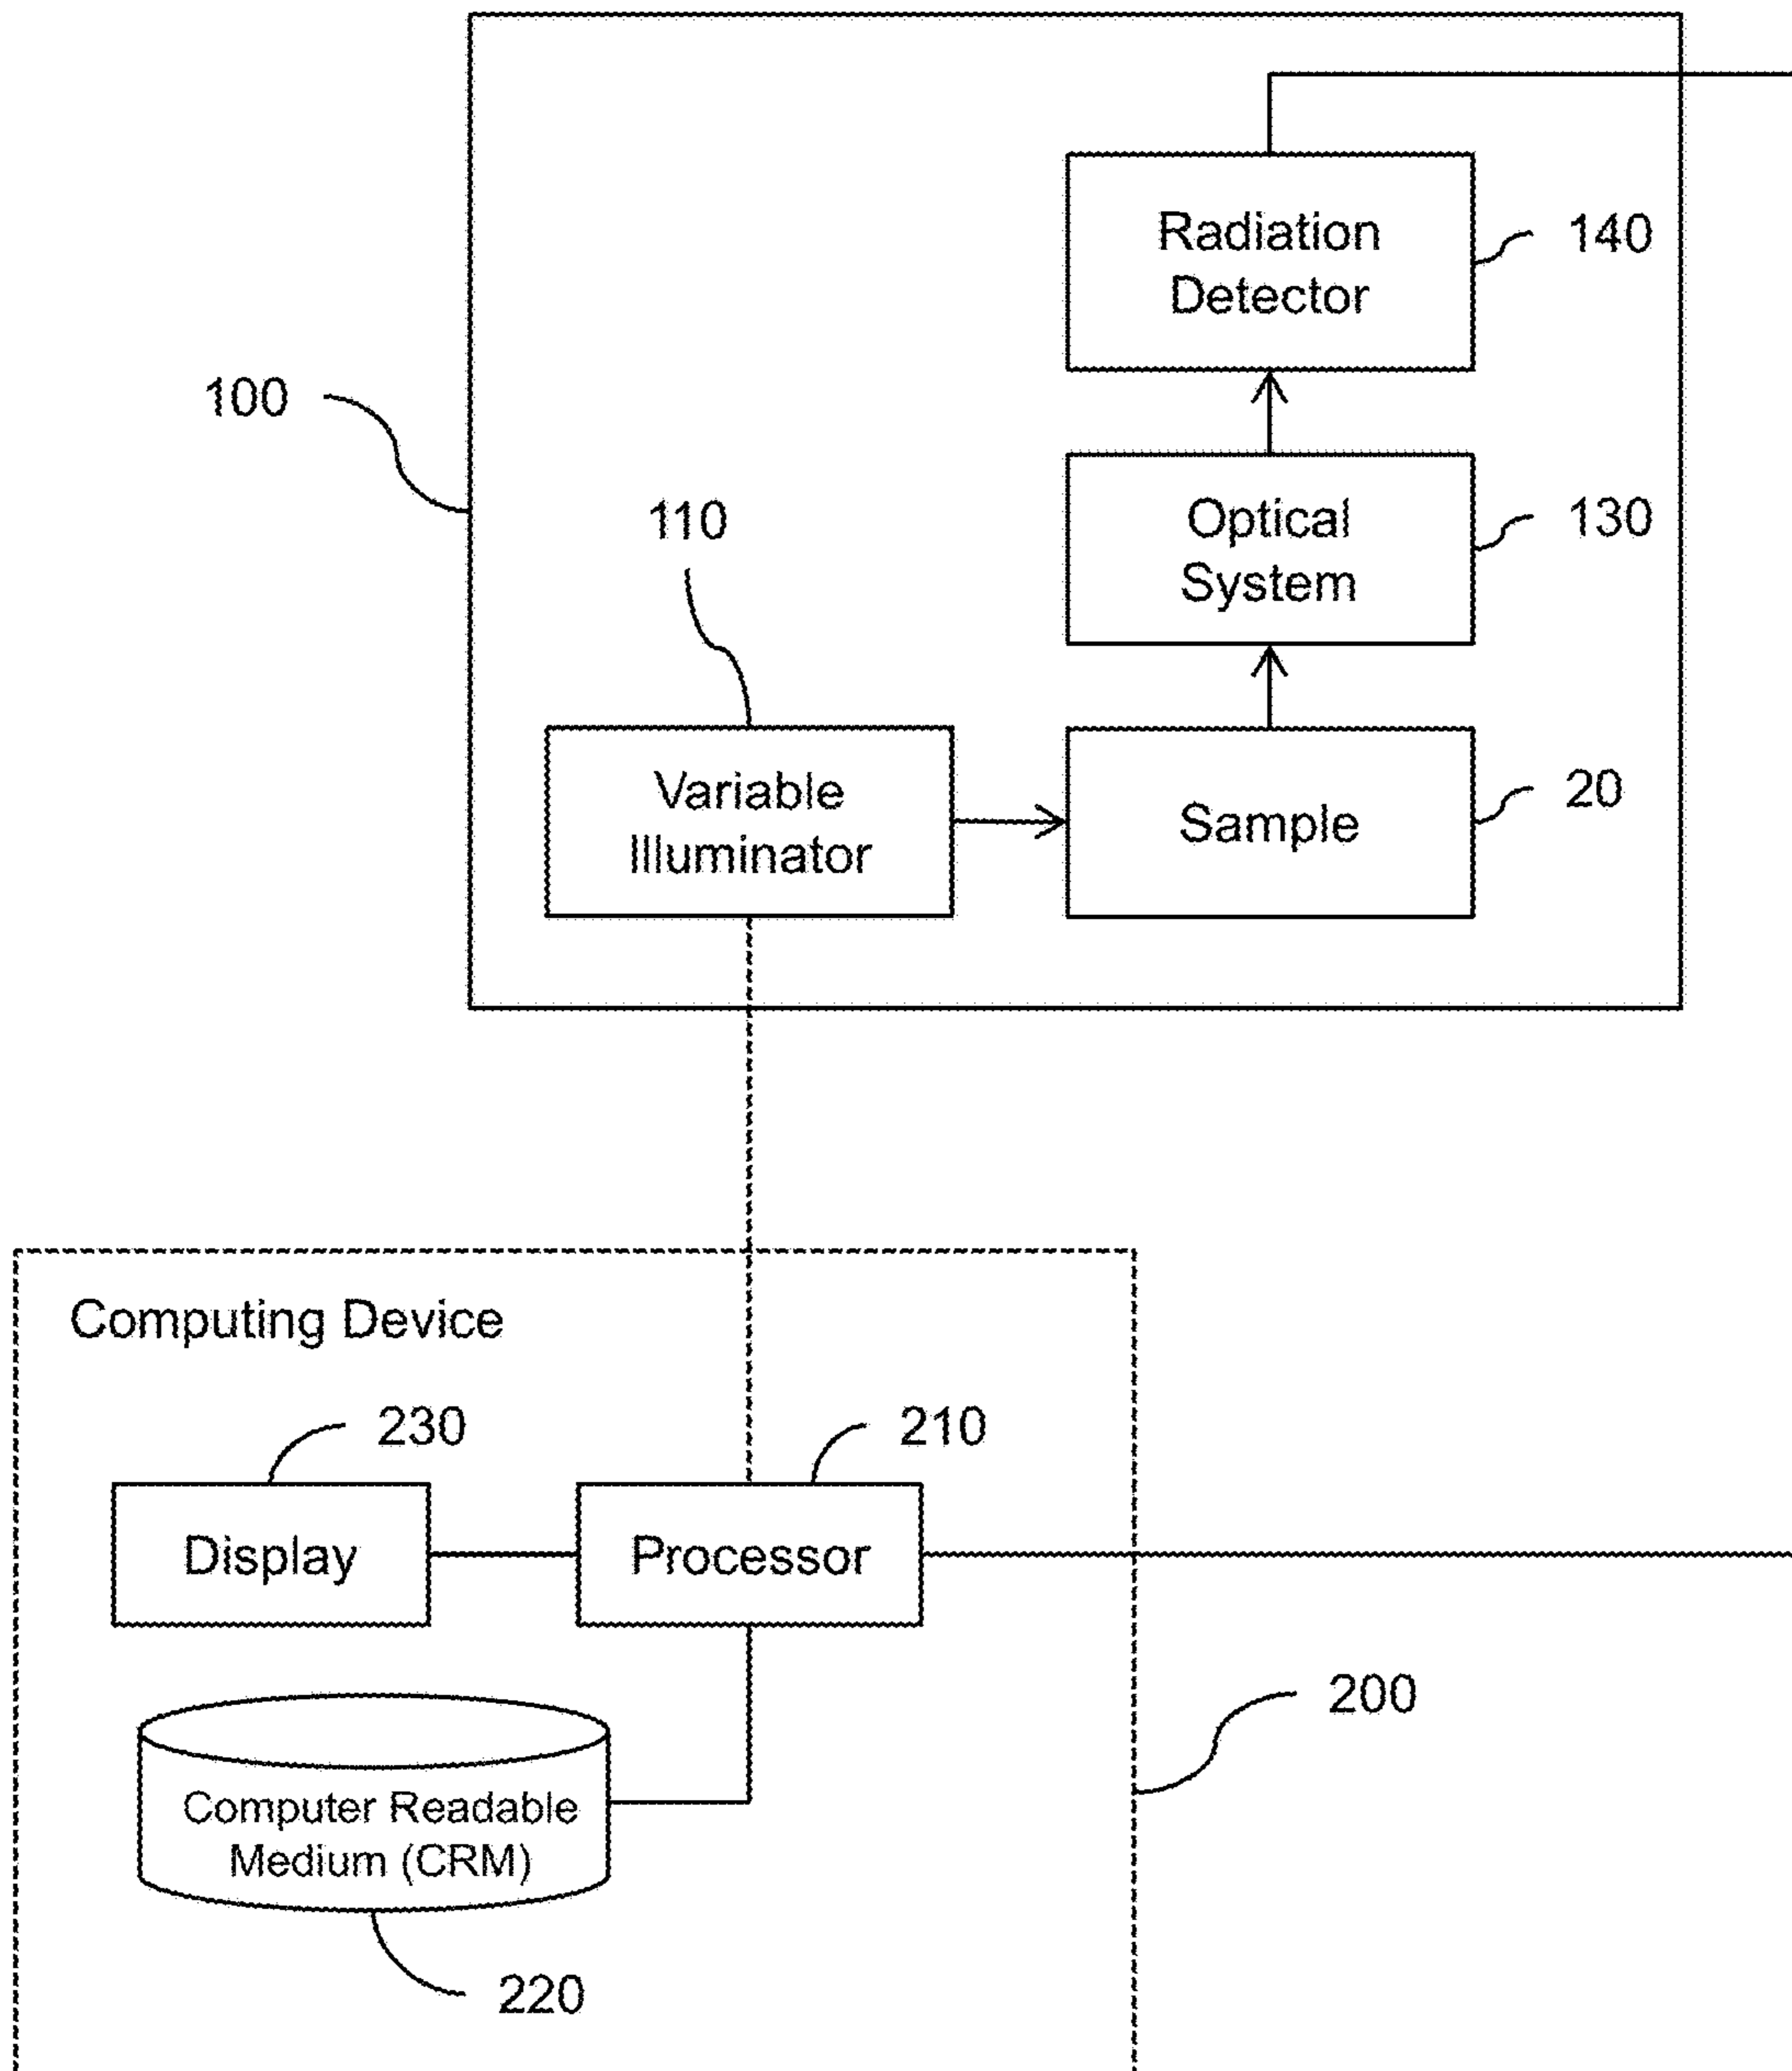 Radiation
Detector
140
100
110
Optical
System
130
Variable
Illuminator
Sample
20
Computing Device
230
210
Display
Processor
200
Computer Readable
Medium (CRM)
220